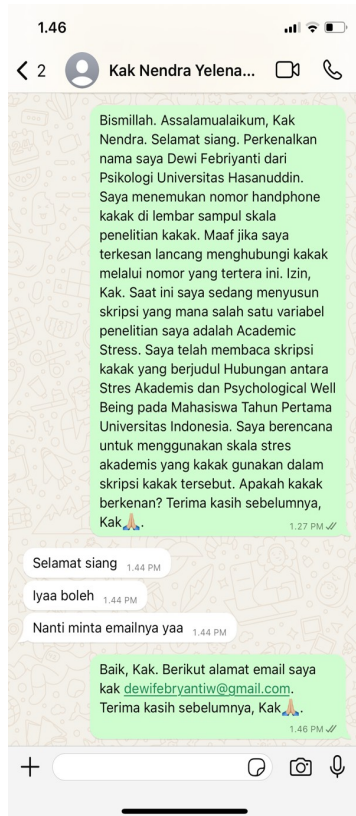 1.46
2
Kak Nendra Yelena...
Bismillah. Assalamualaikum, Kak
Nendra. Selamat siang. Perkenalkan
nama saya Dewi Febriyanti dari
Psikologi Universitas Hasanuddin.
Saya menemukan nomor handphone
kakak di lembar sampul skala
penelitian kakak. Maaf jika saya
terkesan lancang menghubungi kakak
melalui nomor yang tertera ini. Izin,
Kak. Saat ini saya sedang menyusun
skripsi yang mana salah satu variabel
penelitian saya adalah Academic
Stress. Saya telah membaca skripsi
kakak yang berjudul Hubungan antara
Stres Akademis dan Psychological Well
Being pada Mahasiswa Tahun Pertama
Universitas Indonesia. Saya berencana
untuk menggunakan skala stres
akademis yang kakak gunakan dalam
skripsi kakak tersebut. Apakah kakak
berkenan? Terima kasih sebelumnya,
Kak🙏🏼.
1.27 PM
Selamat siang 1.44 PM
Iyaa boleh 1.44 PM
Nanti minta emailnya yaa 1.44 PM
Baik, Kak. Berikut alamat email saya
kak dewifebryantiw@gmail.com.
Terima kasih sebelumnya, Kak🙏🏼.
1.46 PM